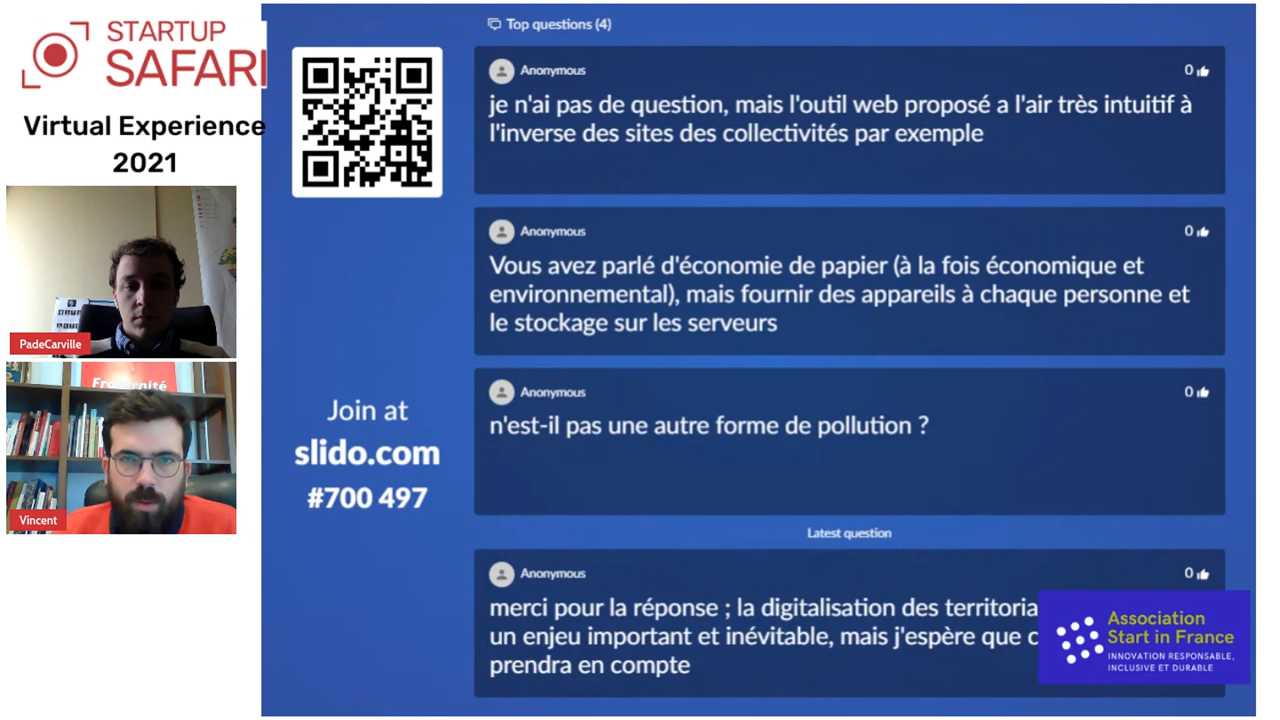 STARTUP
SAFARI
Virtual Experience
2021
PadeCarville
Fraternité
Vincent
Join at
slido.com
#700 497
Top questions (4)
Anonymous
0
je n'ai pas de question, mais l'outil web proposé a l'air très intuitif à
l'inverse des sites des collectivités par exemple
Anonymous
0
Vous avez parlé d'économie de papier (à la fois économique et
environnemental), mais fournir des appareils à chaque personne et
le stockage sur les serveurs
Anonymous
0
n'est-il pas une autre forme de pollution ?
Latest question
Anonymous
0
merci pour la réponse ; la digitalisation des territoria
un enjeu important et inévitable, mais j'espère que c
prendra en compte
Association
Start in France
INNOVATION RESPONSABLE,
INCLUSIVE ET DURABLE